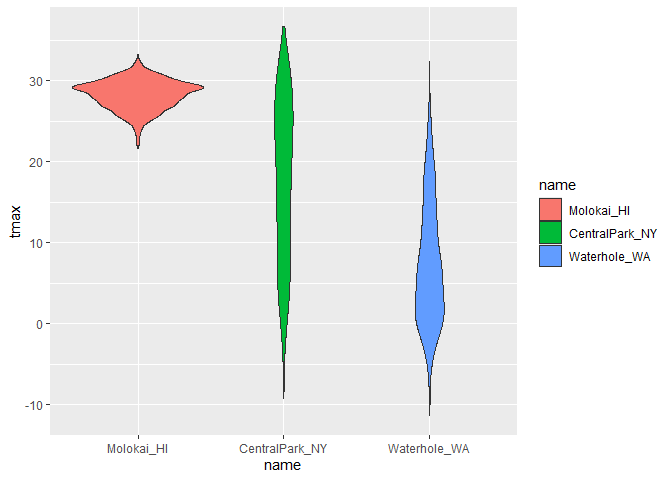 tmax
30
20
10
0
-10
Molokai_HI
CentralPark_NY
Waterhole_WA
name
name
Molokai_HI
CentralPark_NY
Waterhole_WA